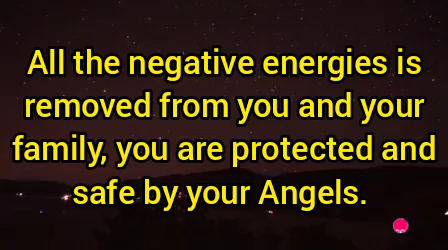 All the negative energies is
removed from you and your
family, you are protected and
safe by your Angels.